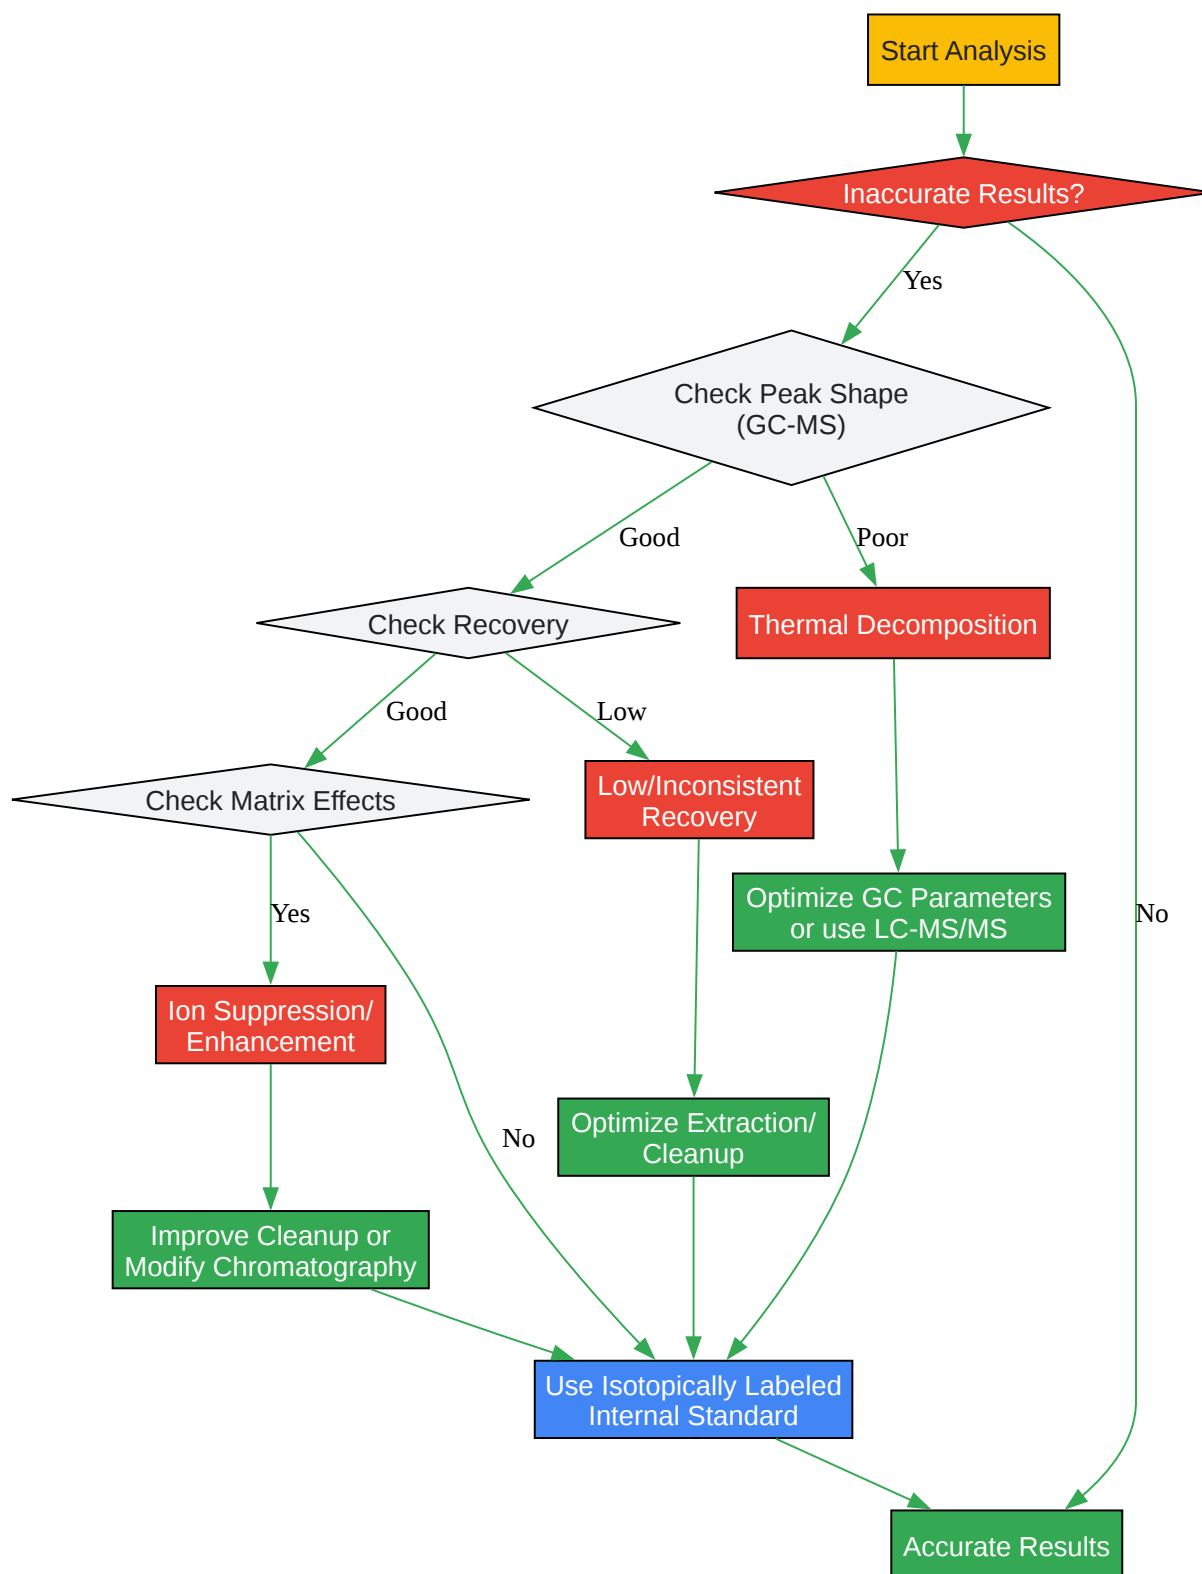 Start Analysis
Inaccurate Results?
Yes
Check Peak Shape
(GC-MS)
Good
Poor
Check Recovery
Thermal Decomposition
Good
Low
Check Matrix Effects
Low/Inconsistent
Recovery
Optimize GC Parameters
or use LC-MS/MS
Yes
No
Ion Suppression/
Enhancement
Optimize Extraction/
Cleanup
No
Improve Cleanup or
Modify Chromatography
Use Isotopically Labeled
Internal Standard
Accurate Results